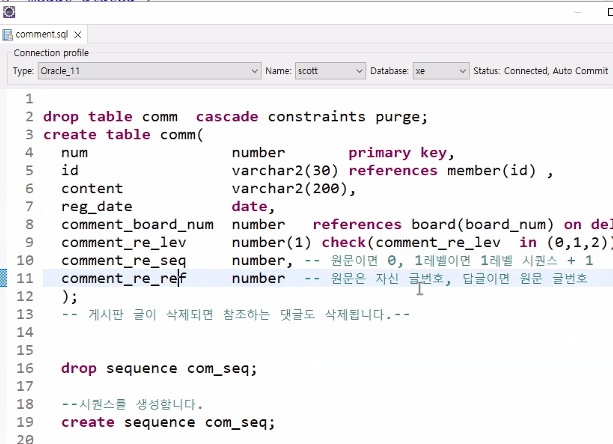 comment.sql
Connection profile
Type: Oracle_11 Name: scott Database: xe Status: Connected, Auto Commit
1
2 drop table comm cascade constraints purge;
3 create table comm(
4 num number primary key,
5 id varchar2(30) references member(id) ,
6 content varchar2(200),
7 reg_date date,
8 comment_board_num number references board(board_num) on del
9 comment_re_lev number(1) check(comment_re_lev in (0,1,2))
10 comment_re_seq number, -- 원문이면 0, 1레벨이면 1레벨 시퀀스 + 1
11 comment_re_ref number -- 원문은 자신 글번호, 답글이면 원문 글번호
12 );
13 -- 게시판 글이 삭제되면 참조하는 댓글도 삭제됩니다.--
14
15
16 drop sequence com_seq;
17
18 --시퀀스를 생성합니다.
19 create sequence com_seq;
20